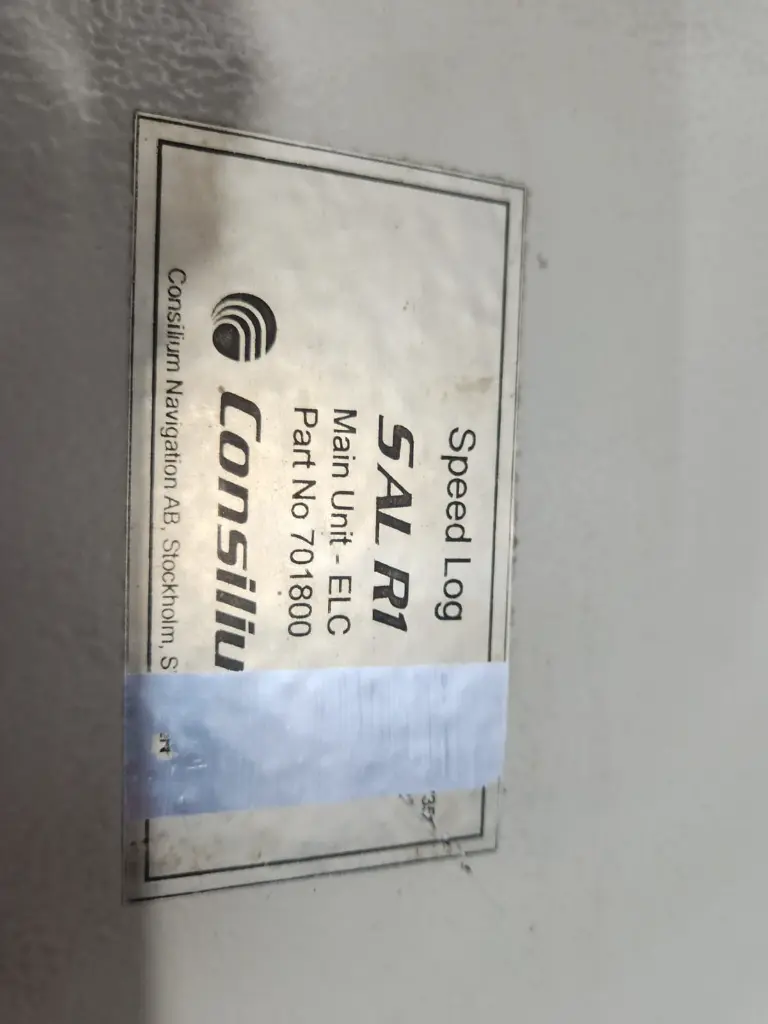 Speed Log
SAL R1
Main Unit - ELC
Part No 701800
Consiliu
Consilium Navigation AB, Stockholm, S